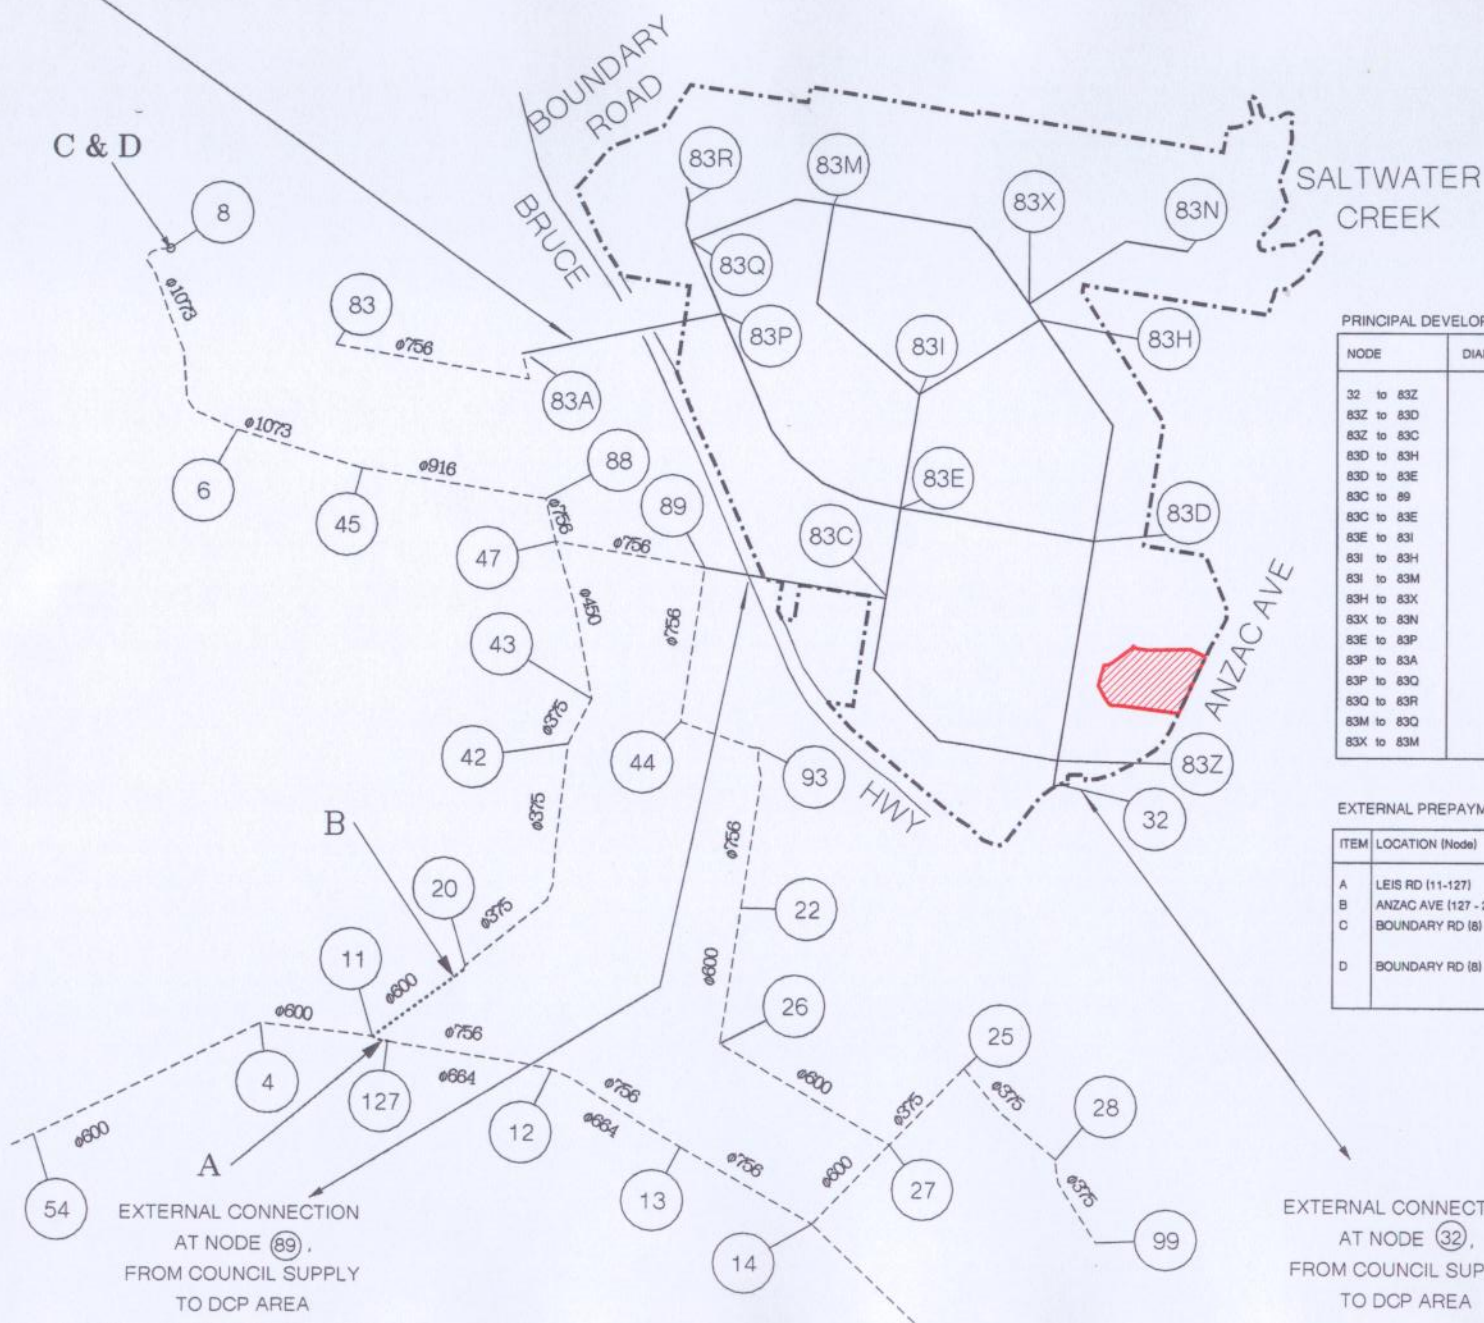 BOUNDARY
ROAD
C & D
8
83R
83M
83X
83N
SALTWATER
CREEK
BRUCE
83Q
ø1073
83
83P
83I
83H
ø756
83A
ø1073
88
6
45
ø916
89
83E
83D
ø756
47
ø756
83C
ø450
ø756
43
ANZAC AVE
ø375
42
44
93
83Z
HWY
32
B
ø375
ø756
20
ø375
22
11
ø600
ø600
26
ø600
ø756
25
4
127
ø664
12
ø756
ø664
ø600
ø375
ø375
28
ø600
A
13
ø756
ø600
27
ø375
54
14
99
EXTERNAL CONNECTION
AT NODE 89 .
FROM COUNCIL SUPPLY
TO DCP AREA
PRINCIPAL DEVELOP
NODE DIA
32 to 83Z
83Z to 83D
83Z to 83C
83D to 83H
83D to 83E
83C to 89
83C to 83E
83E to 83I
83I to 83H
83I to 83M
83H to 83X
83X to 83N
83E to 83P
83P to 83A
83P to 83Q
83Q to 83R
83M to 83Q
83X to 83M
EXTERNAL PREPAYM
ITEM LOCATION (Node)
A LEIS RD (11-127)
B ANZAC AVE (127 - 2
C BOUNDARY RD (8)
D BOUNDARY RD (8)
EXTERNAL CONNECT
AT NODE 32 .
FROM COUNCIL SUP
TO DCP AREA